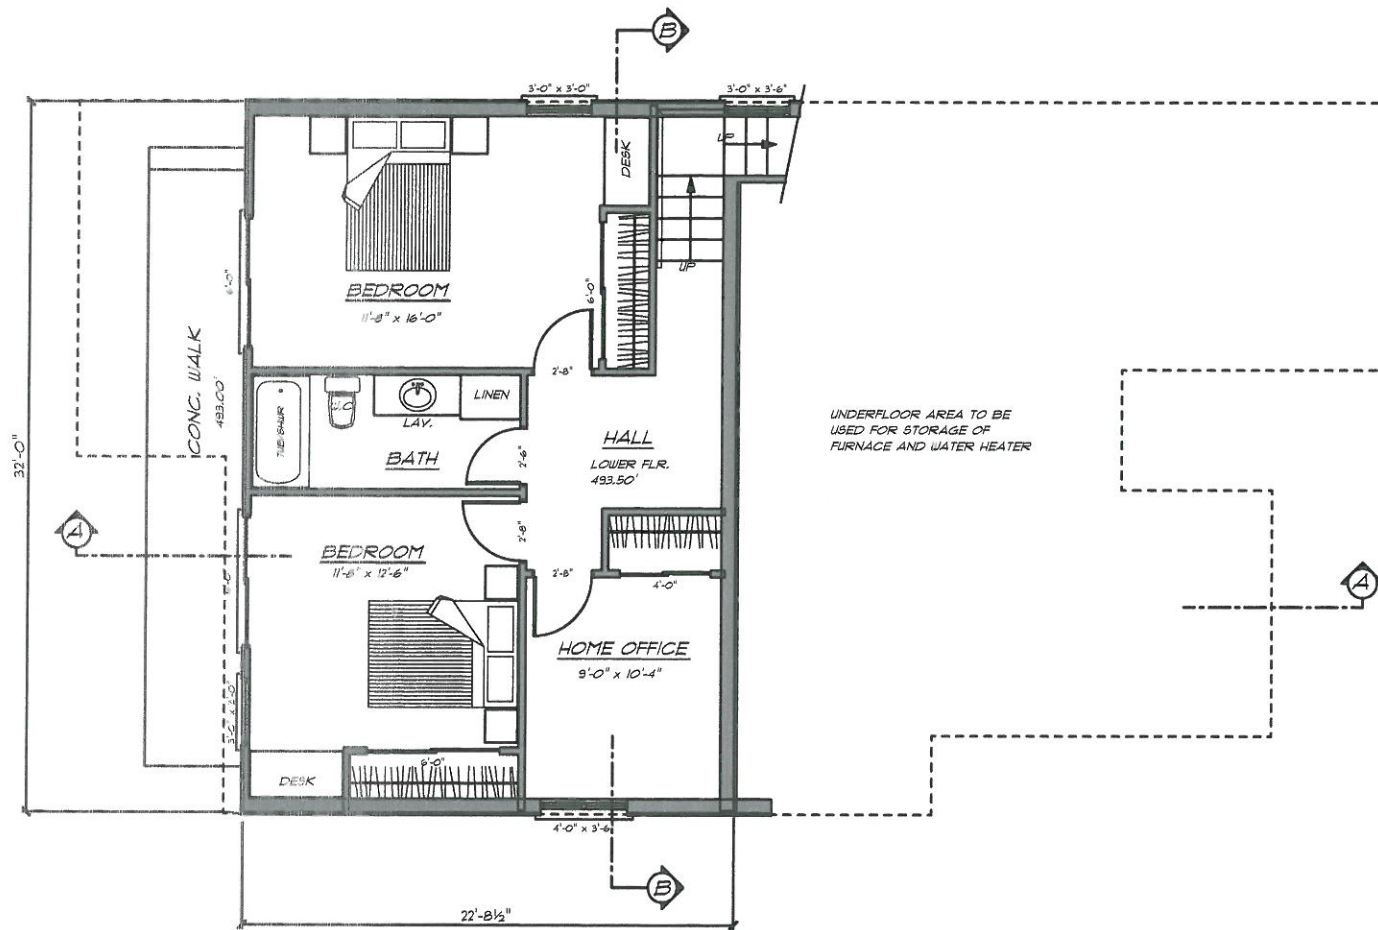 B
3'-0" x 3'-0"
3'-0" x 3'-6"
UP
DESK
UP
BEDROOM
11'-8" x 16'-0"
6'-0"
6'-0"
CONC. WALK
493.00'
2'-8"
TUB/SHWR
W.C.
LAV.
LINEN
BATH
2'-6"
HALL
LOWER FLR.
493.50'
UNDERFLOOR AREA TO BE
USED FOR STORAGE OF
FURNACE AND WATER HEATER
32'-0"
A
BEDROOM
11'-8" x 12'-6"
2'-8"
2'-8"
4'-0"
A
HOME OFFICE
9'-0" x 10'-4"
6'-0"
DESK
4'-0" x 3'-6
B
22'-8½"